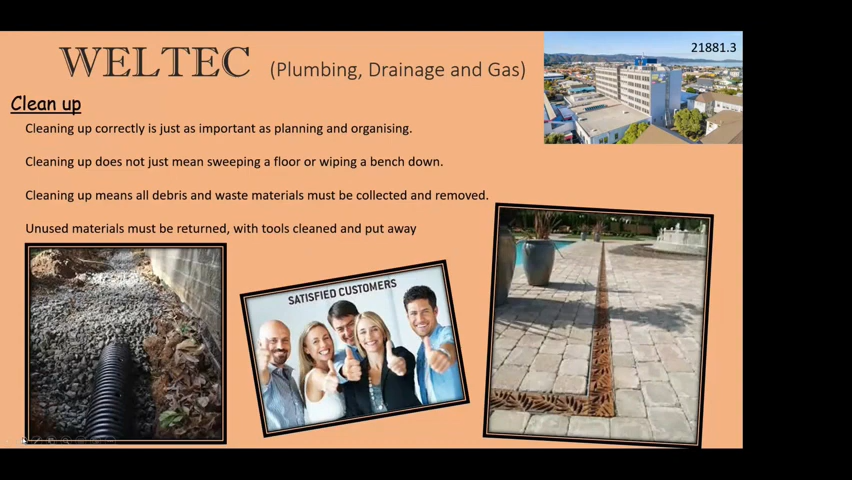 WELTEC (Plumbing, Drainage and Gas)
21881.3
Clean up
Cleaning up correctly is just as important as planning and organising.
Cleaning up does not just mean sweeping a floor or wiping a bench down.
Cleaning up means all debris and waste materials must be collected and removed.
Unused materials must be returned, with tools cleaned and put away
SATISFIED CUSTOMERS